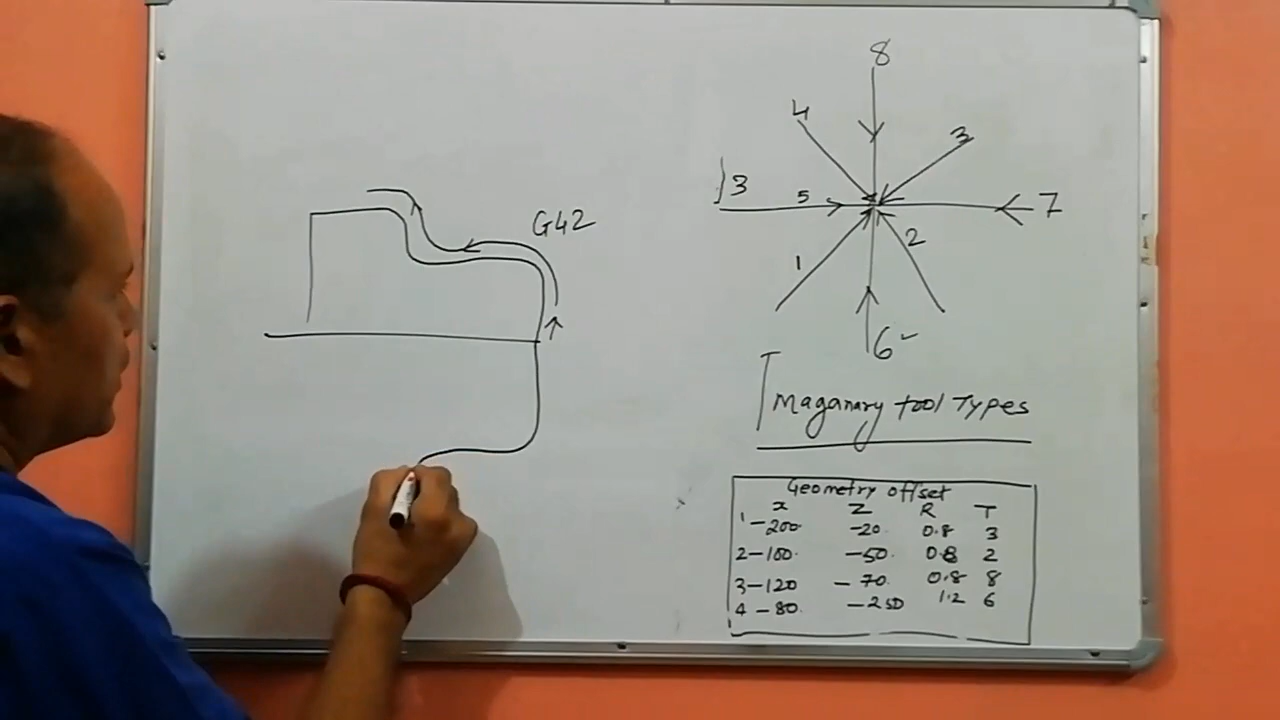 8
4
3
3
5
7
1
2
G42
6
Imaganary tool Types
Geometry offset
x Z R T
1 -200 -20 0.8 3
2 -100. -50. 0.8 2
3 -120 -70. 0.8 8
4 -80. -250 1.2 6